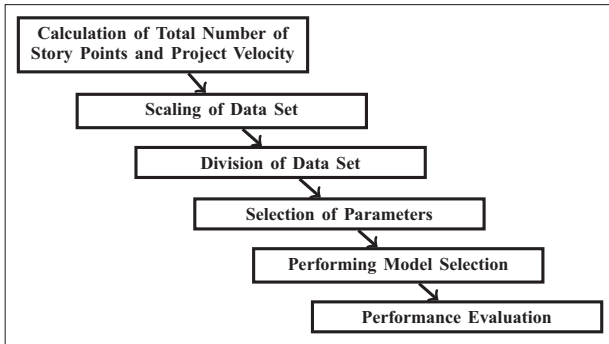 Calculation of Total Number of
Story Points and Project Velocity
Scaling of Data Set
Division of Data Set
Selection of Parameters
Performing Model Selection
Performance Evaluation